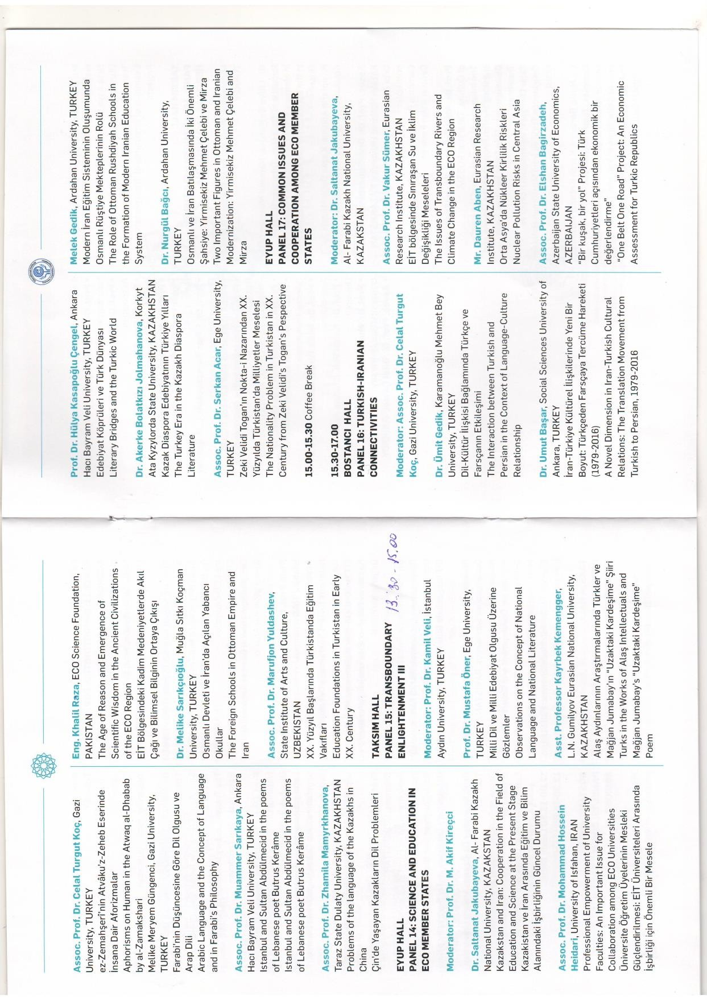 Assoc. Prof. Dr. Celal Turgut Koç, Gazi
University, TURKEY
ez-Zemahşerî'nin Atvâku'z-Zeheb Eserinde
İnsana Dair Aforizmalar
Aphorisms on Human in the Atwaq al-Dhabab
by al-Zamakshari
Melike Meryem Güngenci, Gazi University,
TURKEY
Farabi'nin Düşüncesine Göre Dil Olgusu ve
Arap Dili
Arabic Language and the Concept of Language
and in Farabi's Philosophy
Assoc. Prof. Dr. Muammer Sarıkaya, Ankara
Hacı Bayram Veli University, TURKEY
Istanbul and Sultan Abdülmecid in the poems
of Lebanese poet Butrus Kerâme
Istanbul and Sultan Abdülmecid in the poems
of Lebanese poet Butrus Kerâme
Assoc. Prof. Dr. Zhamila Mamyrkhanova,
Taraz State Dulaty University, KAZAKHSTAN
Problems of the language of the Kazakhs in
China
Çin'de Yaşayan Kazakların Dil Problemleri
EYUP HALL
PANEL 14: SCIENCE AND EDUCATION IN
ECO MEMBER STATES
Moderator: Prof. Dr. M. Akif Kireçci
Dr. Saltanat Jakubayeva, Al- Farabi Kazakh
National University, KAZAKSTAN
Kazakstan and Iran: Cooperation in the Field of
Education and Science at the Present Stage
Kazakistan ve İran Arasında Eğitim ve Bilim
Alanındaki İşbirliğinin Güncel Durumu
Assoc. Prof. Dr. Mohammad Hossein
Heidari, University of Isfahan, IRAN
Professional Empowerment of University
Faculties: An Important Issue for
Collaboration among ECO Universities
Üniversite Öğretim Üyelerinin Mesleki
Güçlendirilmesi: EİT Üniversiteleri Arasında
İşbirliği için Önemli Bir Mesele
Eng. Khalil Raza, ECO Science Foundation,
PAKISTAN
The Age of Reason and Emergence of
Scientific Wisdom in the Ancient Civilizations
of the ECO Region
EİT Bölgesindeki Kadim Medeniyetlerde Akıl
Çağı ve Bilimsel Bilginin Ortaya Çıkışı
Dr. Melike Sarıkçıoğlu, Muğla Sıtkı Koçman
University, TURKEY
Osmanlı Devleti ve İran'da Açılan Yabancı
Okullar
The Foreign Schools in Ottoman Empire and
Iran
Assoc. Prof. Dr. Marufjon Yuldashev,
State Institute of Arts and Culture,
UZBEKISTAN
XX. Yüzyıl Başlarında Türkistanda Eğitim
Vakıfları
Education Foundations in Turkistan in Early
XX. Century
TAKSIM HALL
PANEL 15: TRANSBOUNDARY 13:30 - 15.00
ENLIGHTENMENT III
Moderator: Prof. Dr. Kamil Veli, İstanbul
Aydın University, TURKEY
Prof. Dr. Mustafa Öner, Ege University,
TURKEY
Milli Dil ve Milli Edebiyat Olgusu Üzerine
Gözlemler
Observations on the Concept of National
Language and National Literature
Asst. Professor Kayrbek Kemengger,
L.N. Gumilyov Eurasian National University,
KAZAKHSTAN
Alaş Aydınlarının Araştırmalarında Türkler ve
Mağjan Jumabay'ın "Uzaktaki Kardeşime" Şiiri
Turks in the Works of Alaş Intellectuals and
Mağjan Jumabay's "Uzaktaki Kardeşime"
Poem
Prof. Dr. Hülya Kasapoğlu Çengel, Ankara
Hacı Bayram Veli University, TURKEY
Edebiyat Köprüleri ve Türk Dünyası
Literary Bridges and the Turkic World
Dr. Akerke Bolatkızı Jolmahanova, Korkyt
Ata Kyzylorda State University, KAZAKHSTAN
Kazak Diaspora Edebiyatının Türkiye Yılları
The Turkey Era in the Kazakh Diaspora
Literature
Assoc. Prof. Dr. Serkan Acar, Ege University,
TURKEY
Zeki Velidi Togan'ın Nokta-i Nazarından XX.
Yüzyılda Türkistan'da Milliyetler Meselesi
The Nationality Problem in Turkistan in XX.
Century from Zeki Velidi's Togan's Pespective
15.00-15.30 Coffee Break
15.30-17.00
BOSTANCI HALL
PANEL 16: TURKISH-IRANIAN
CONNECTIVITIES
Moderator: Assoc. Prof. Dr. Celal Turgut
Koç, Gazi University, TURKEY
Dr. Ümit Gedik, Karamanoğlu Mehmet Bey
University, TURKEY
Dil-Kültür İlişkisi Bağlamında Türkçe ve
Farsçanın Etkileşimi
The Interaction between Turkish and
Persian in the Context of Language-Culture
Relationship
Dr. Umut Başar, Social Sciences University of
Ankara, TURKEY
İran-Türkiye Kültürel İlişkilerinde Yeni Bir
Boyut: Türkçeden Farsçaya Tercüme Hareketi
(1979-2016)
A Novel Dimension in Iran-Turkish Cultural
Relations: The Translation Movement from
Turkish to Persian, 1979-2016
Melek Gedik, Ardahan University, TURKEY
Modern İran Eğitim Sisteminin Oluşumunda
Osmanlı Rüştiye Mekteplerinin Rolü
The Role of Ottoman Rushdiyah Schools in
the Formation of Modern Iranian Education
System
Dr. Nurgül Bağcı, Ardahan University,
TURKEY
Osmanlı ve İran Batılaşmasında İki Önemli
Şahsiye: Yirmisekiz Mehmet Çelebi ve Mirza
Two Important Figures in Ottoman and Iranian
Modernization: Yirmisekiz Mehmet Çelebi and
Mirza
EYUP HALL
PANEL 17: COMMON ISSUES AND
COOPERATION AMONG ECO MEMBER
STATES
Moderator: Dr. Saltanat Jakubayeva,
Al- Farabi Kazakh National University,
KAZAKSTAN
Assoc. Prof. Dr. Vakur Sümer, Eurasian
Research Institute, KAZAKHSTAN
EİT bölgesinde Sınıraşan Su ve İklim
Değişikliği Meseleleri
The Issues of Transboundary Rivers and
Climate Change in the ECO Region
Mr. Dauren Aben, Eurasian Research
Institute, KAZAKHSTAN
Orta Asya'da Nükleer Kirlilik Riskleri
Nuclear Pollution Risks in Central Asia
Assoc. Prof. Dr. Elshan Bagirzadeh,
Azerbaijan State University of Economics,
AZERBAIJAN
"Bir kuşak, bir yol" Projesi: Türk
Cumhuriyetleri açısından ekonomik bir
değerlendirme"
"One Belt One Road" Project: An Economic
Assessment for Turkic Republics